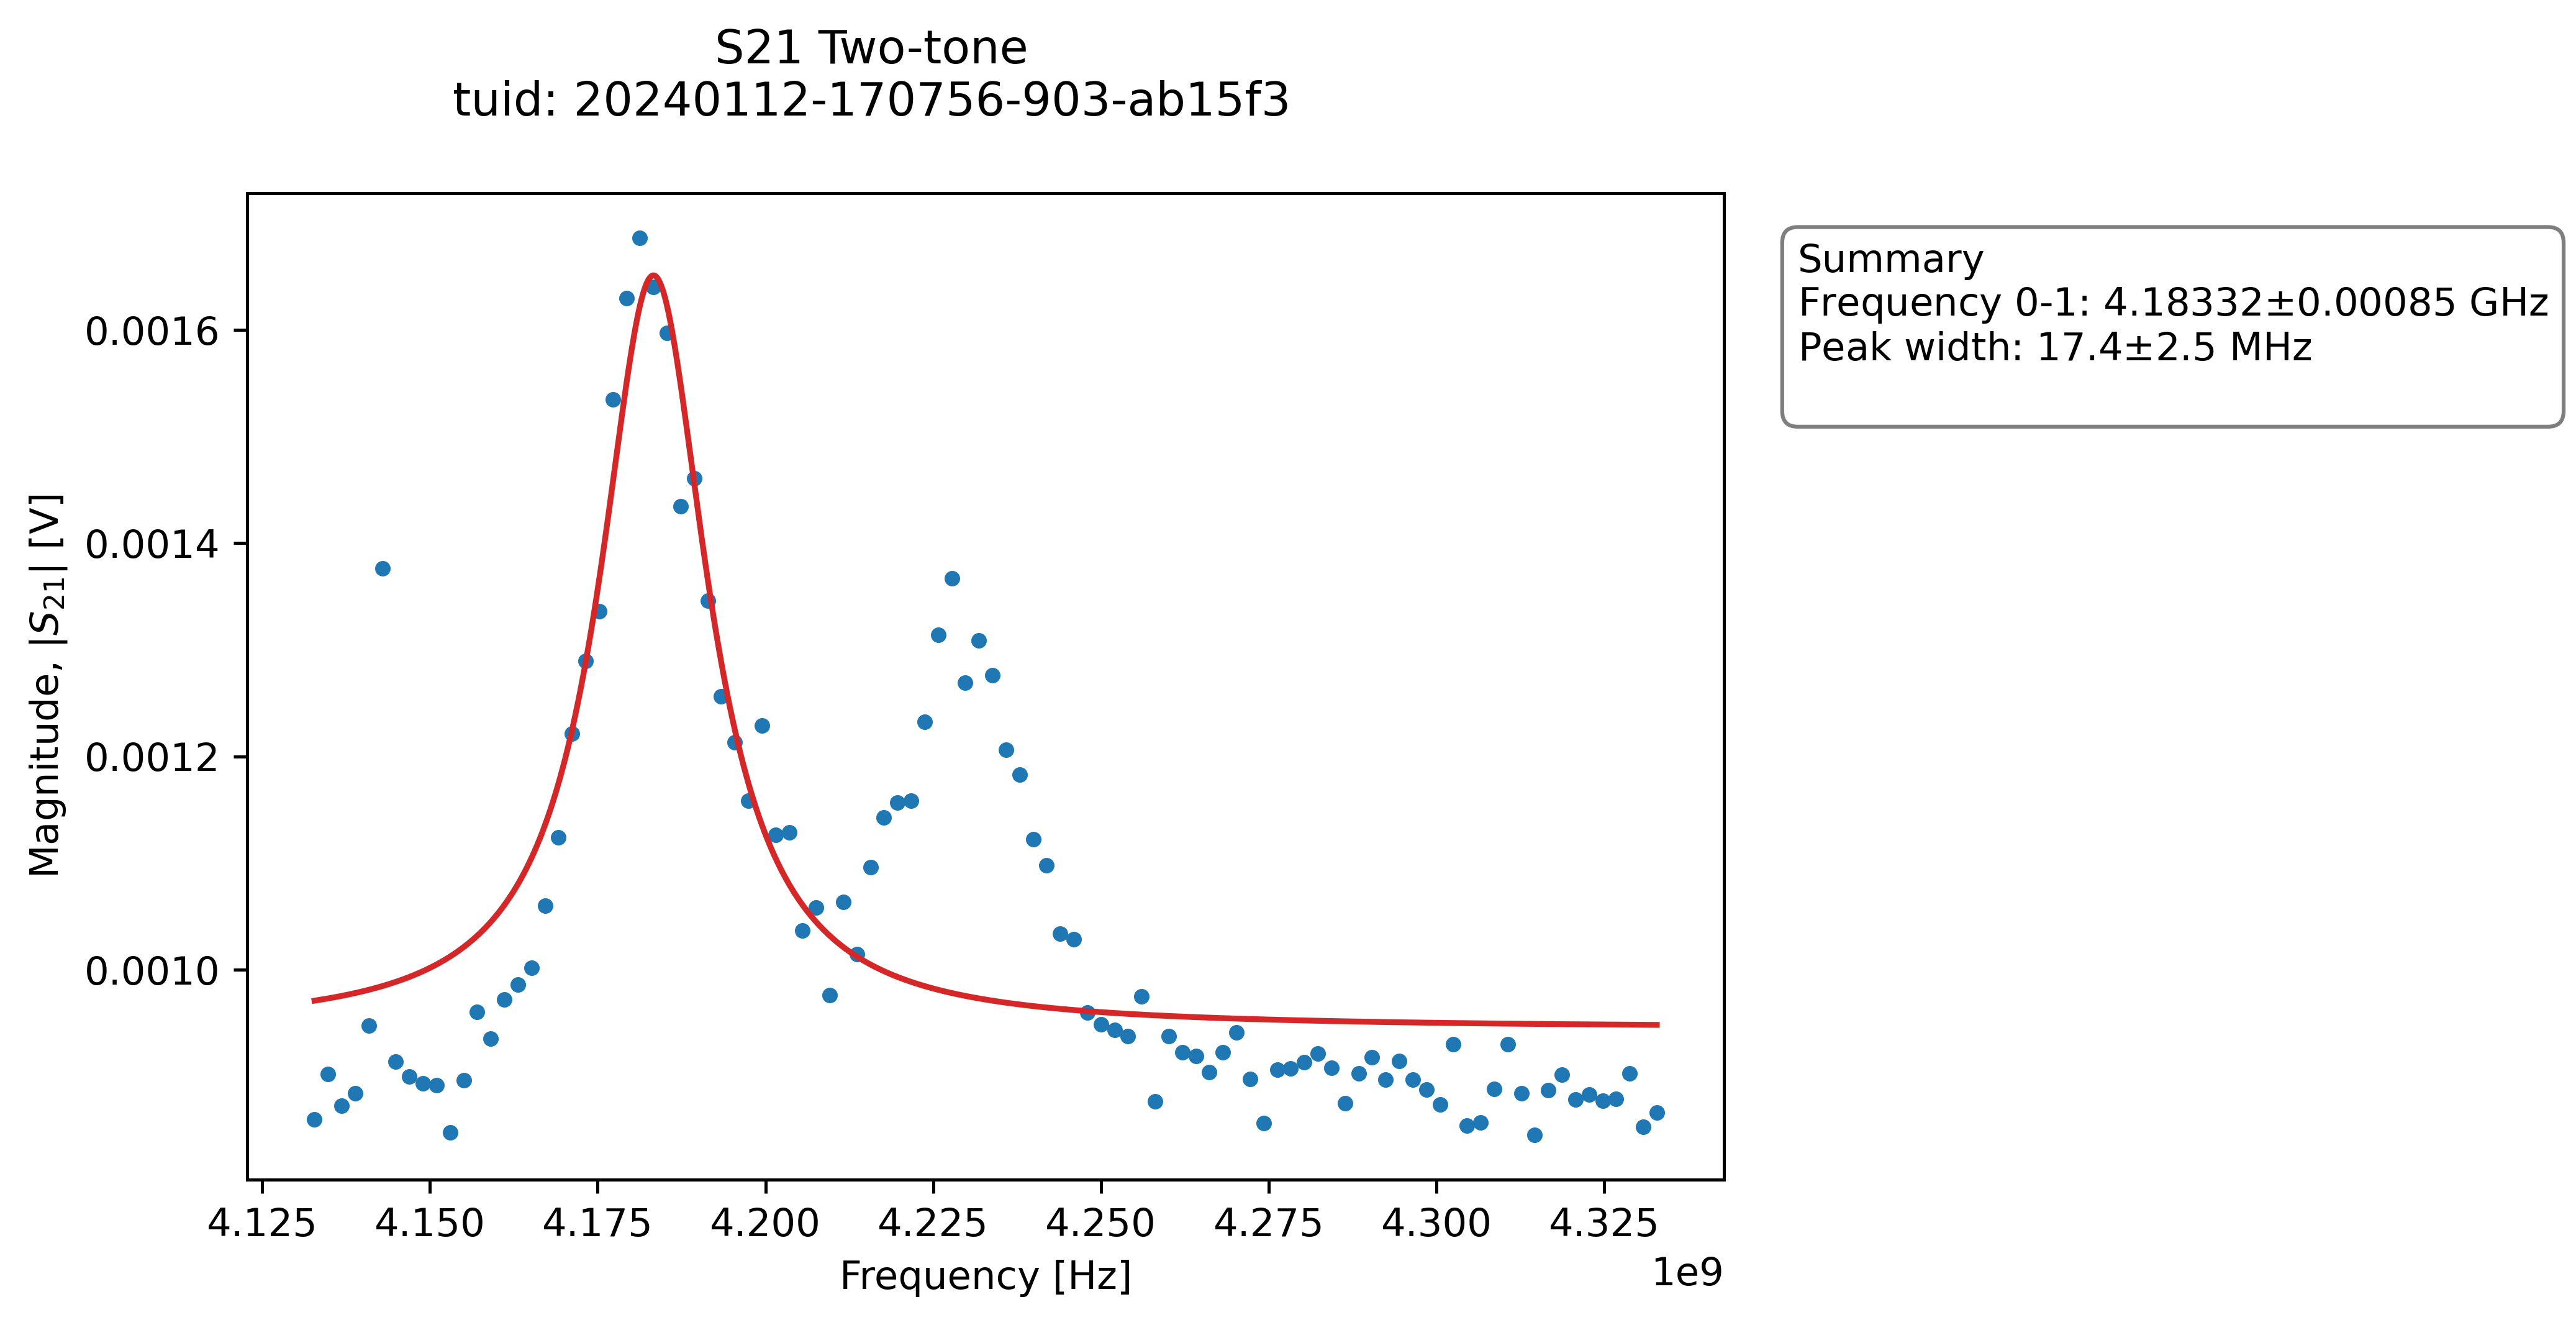 S21 Two-tone
tuid: 20240112-170756-903-ab15f3
Summary
Frequency 0-1: 4.18332±0.00085 GHz
Peak width: 17.4±2.5 MHz
Magnitude, |S21| [V]
0.0016
0.0014
0.0012
0.0010
4.125 4.150 4.175 4.200 4.225 4.250 4.275 4.300 4.325
Frequency [Hz]
1e9